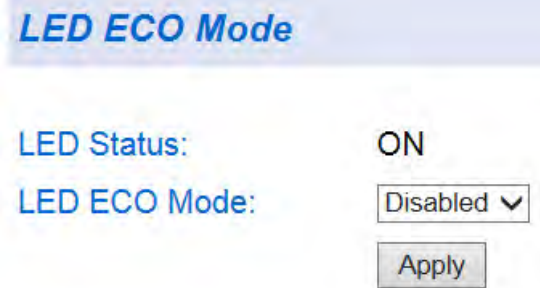 LED ECO Mode
LED Status: ON
LED ECO Mode: Disabled
Apply